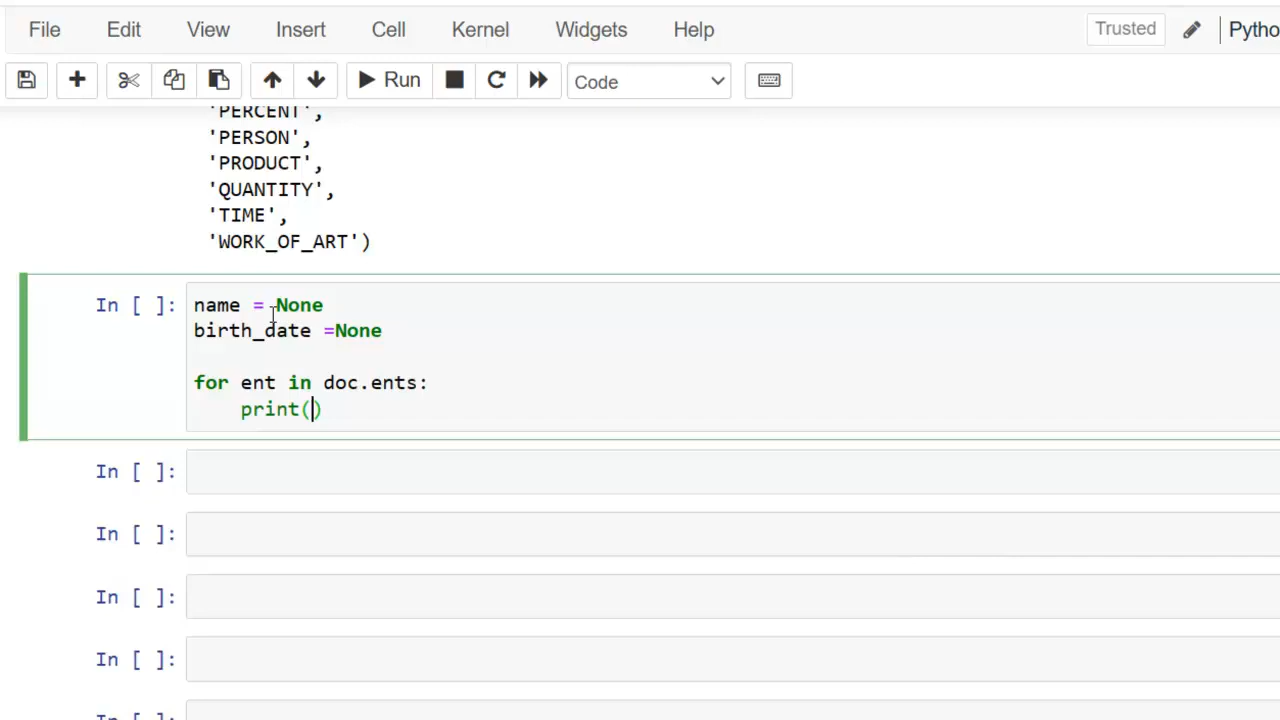 File Edit View Insert Cell Kernel Widgets Help Trusted Pytho
Run Code
'PERCENT',
'PERSON',
'PRODUCT',
'QUANTITY',
'TIME',
'WORK_OF_ART')
In [ ]: name = None
birth_date =None
for ent in doc.ents:
print()
In [ ]:
In [ ]:
In [ ]:
In [ ]: